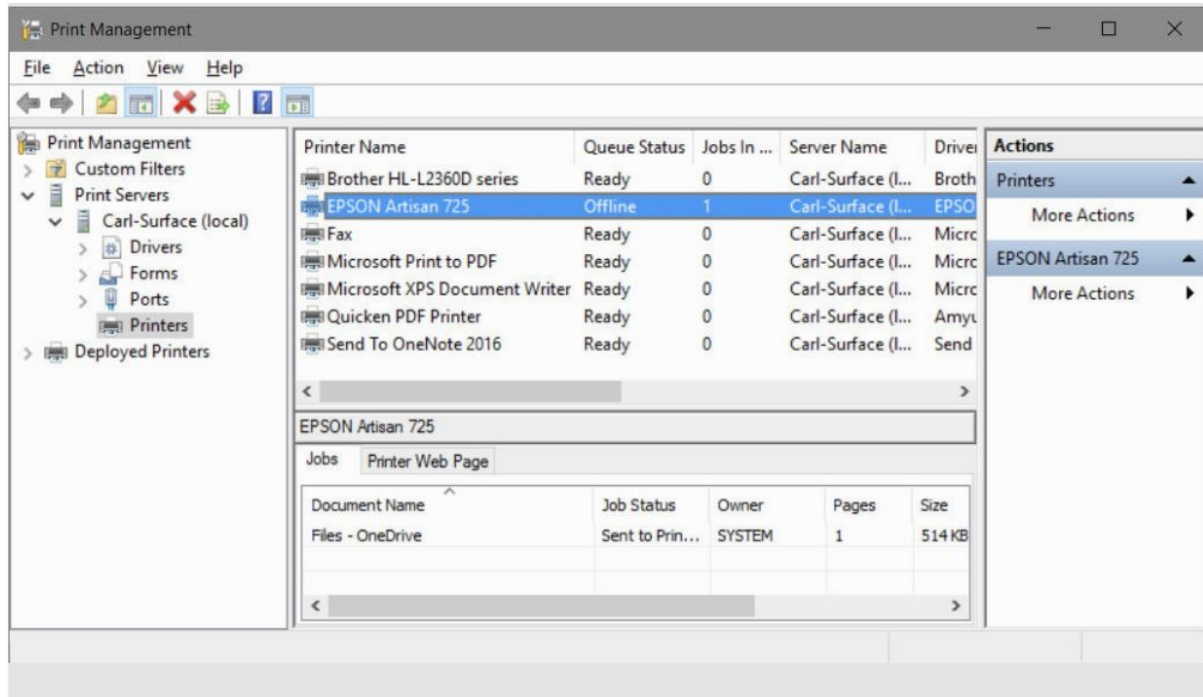 Print Management
File Action View Help
Print Management
Custom Filters
Print Servers
Carl-Surface (local)
Drivers
Forms
Ports
Printers
Deployed Printers
Printer Name Queue Status Jobs In ... Server Name Driver
Brother HL-L2360D series Ready 0 Carl-Surface (l... Broth
EPSON Artisan 725 Offline 1 Carl-Surface (l... EPSO
Fax Ready 0 Carl-Surface (l... Micro
Microsoft Print to PDF Ready 0 Carl-Surface (l... Micro
Microsoft XPS Document Writer Ready 0 Carl-Surface (l... Micro
Quicken PDF Printer Ready 0 Carl-Surface (l... Amyu
Send To OneNote 2016 Ready 0 Carl-Surface (l... Send
EPSON Artisan 725
Jobs Printer Web Page
Document Name Job Status Owner Pages Size
Files - OneDrive Sent to Prin... SYSTEM 1 514 KB
Actions
Printers
More Actions
EPSON Artisan 725
More Actions